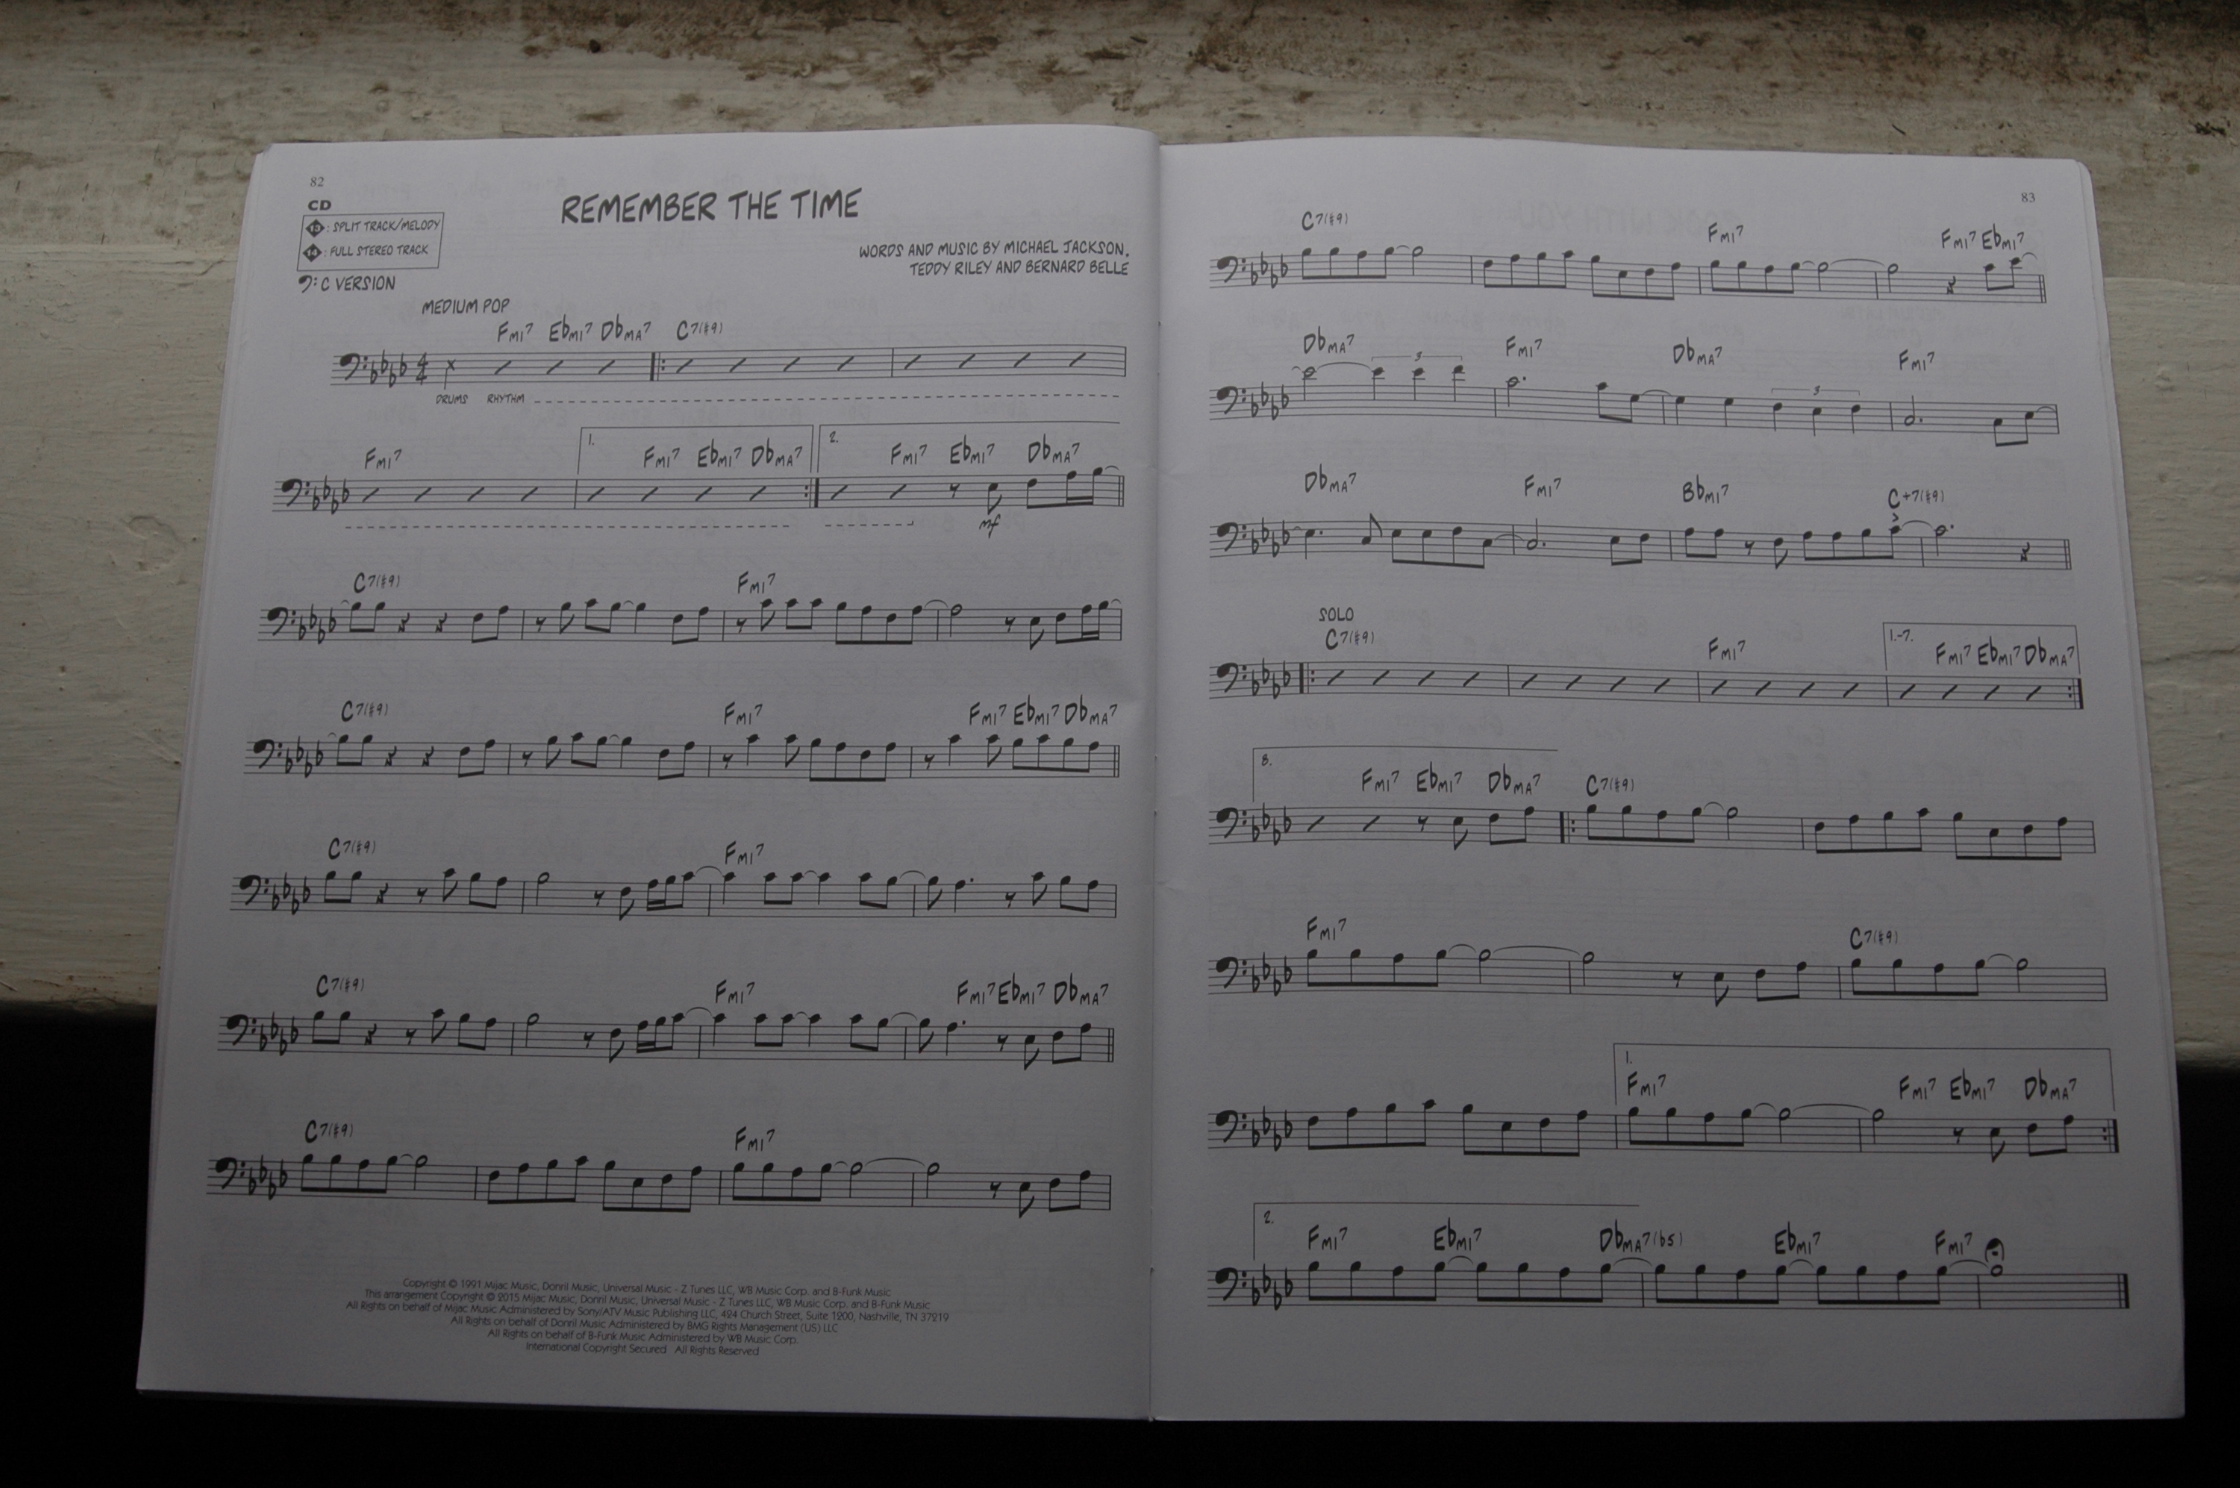 82
CD
13 : SPLIT TRACK/MELODY
14 : FULL STEREO TRACK
: C VERSION
REMEMBER THE TIME
WORDS AND MUSIC BY MICHAEL JACKSON,
TEDDY RILEY AND BERNARD BELLE
MEDIUM POP
FMI7 EbMI7 DbMA7 C7(#9)
DRUMS RHYTHM
1. 2.
FMI7 FMI7 EbMI7 DbMA7 FMI7 EbMI7 DbMA7
mf
C7(#9) FMI7
C7(#9) FMI7 FMI7 EbMI7 DbMA7
C7(#9) FMI7
C7(#9) FMI7 FMI7 EbMI7 DbMA7
C7(#9) FMI7
Copyright © 1991 Mijac Music, Donril Music, Universal Music - Z Tunes LLC, WB Music Corp. and B-Funk Music
This arrangement Copyright © 2015 Mijac Music, Donril Music, Universal Music - Z Tunes LLC, WB Music Corp. and B-Funk Music
All Rights on behalf of Mijac Music Administered by Sony/ATV Music Publishing LLC, 424 Church Street, Suite 1200, Nashville, TN 37219
All Rights on behalf of Donril Music Administered by BMG Rights Management (US) LLC
All Rights on behalf of B-Funk Music Administered by WB Music Corp.
International Copyright Secured All Rights Reserved
83
C7(#9) FMI7 FMI7 EbMI7
DbMA7 3 FMI7 DbMA7 3 FMI7
DbMA7 FMI7 BbMI7 C+7(#9)
SOLO
1.-7.
C7(#9) FMI7 FMI7 EbMI7 DbMA7
8.
FMI7 EbMI7 DbMA7 C7(#9)
FMI7 C7(#9)
1.
FMI7 FMI7 EbMI7 DbMA7
2.
FMI7 EbMI7 DbMA7(b5) EbMI7 FMI7